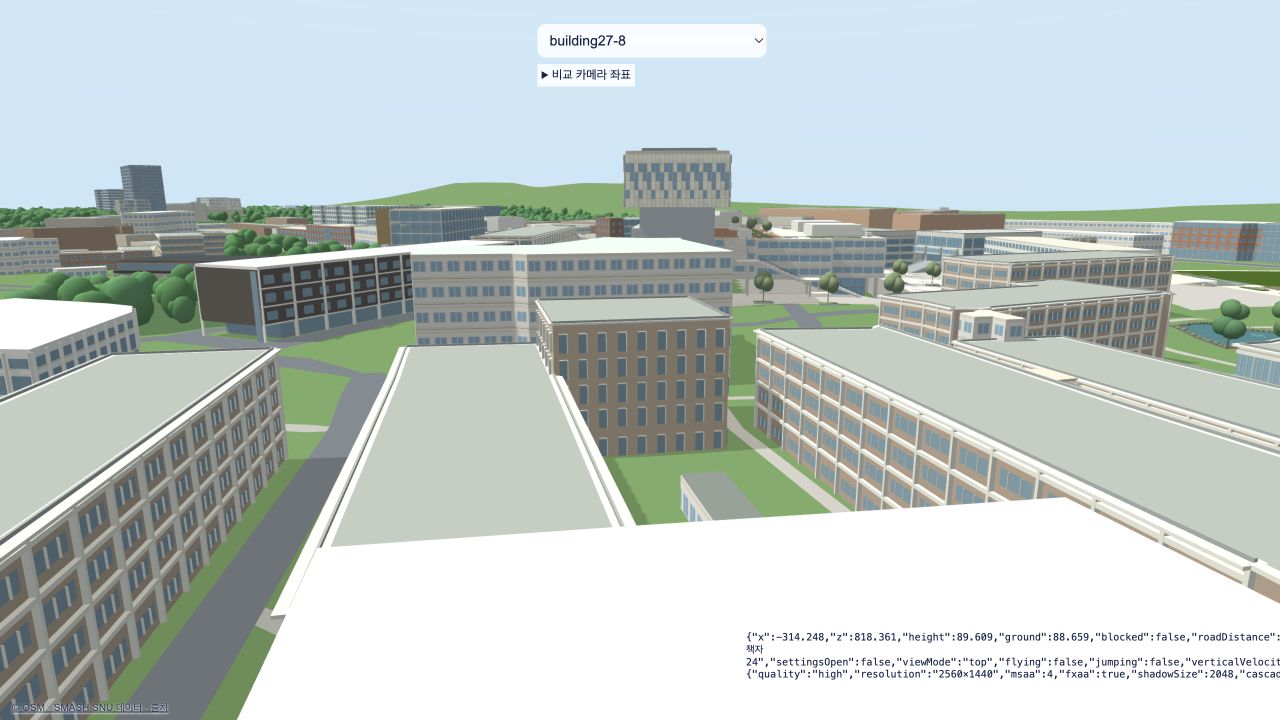 building27-8
▶ 비교 카메라 좌표
{"x":-314.248,"z":818.361,"height":89.609,"ground":88.659,"blocked":false,"roadDistance":
책자
24","settingsOpen":false,"viewMode":"top","flying":false,"jumping":false,"verticalVelocit
{"quality":"high","resolution":"2560×1440","msaa":4,"fxaa":true,"shadowSize":2048,"cascad
© OSM · SMASH SNU 데이터 · 출처